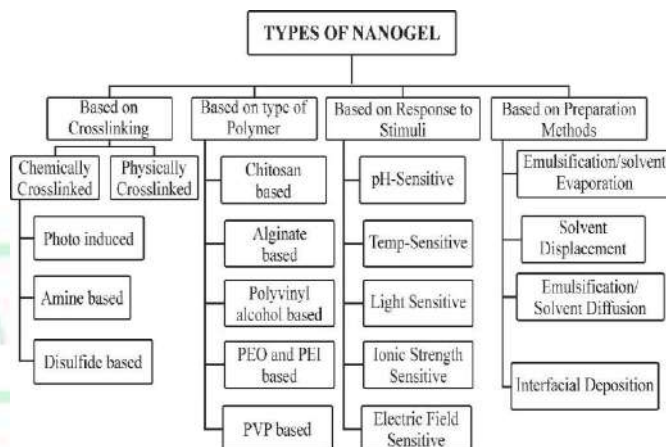 TYPES OF NANOGEL
Based on
Crosslinking
Chemically
Crosslinked
Physically
Crosslinked
Photo induced
Amine based
Disulfide based
Based on type of
Polymer
Chitosan
based
Alginate
based
Polyvinyl
alcohol based
PEO and PEI
based
PVP based
Based on Response to
Stimuli
pH-Sensitive
Temp-Sensitive
Light Sensitive
Ionic Strength
Sensitive
Electric Field
Sensitive
Based on Preparation
Methods
Emulsification/solvent
Evaporation
Solvent
Displacement
Emulsification/
Solvent Diffusion
Interfacial Deposition